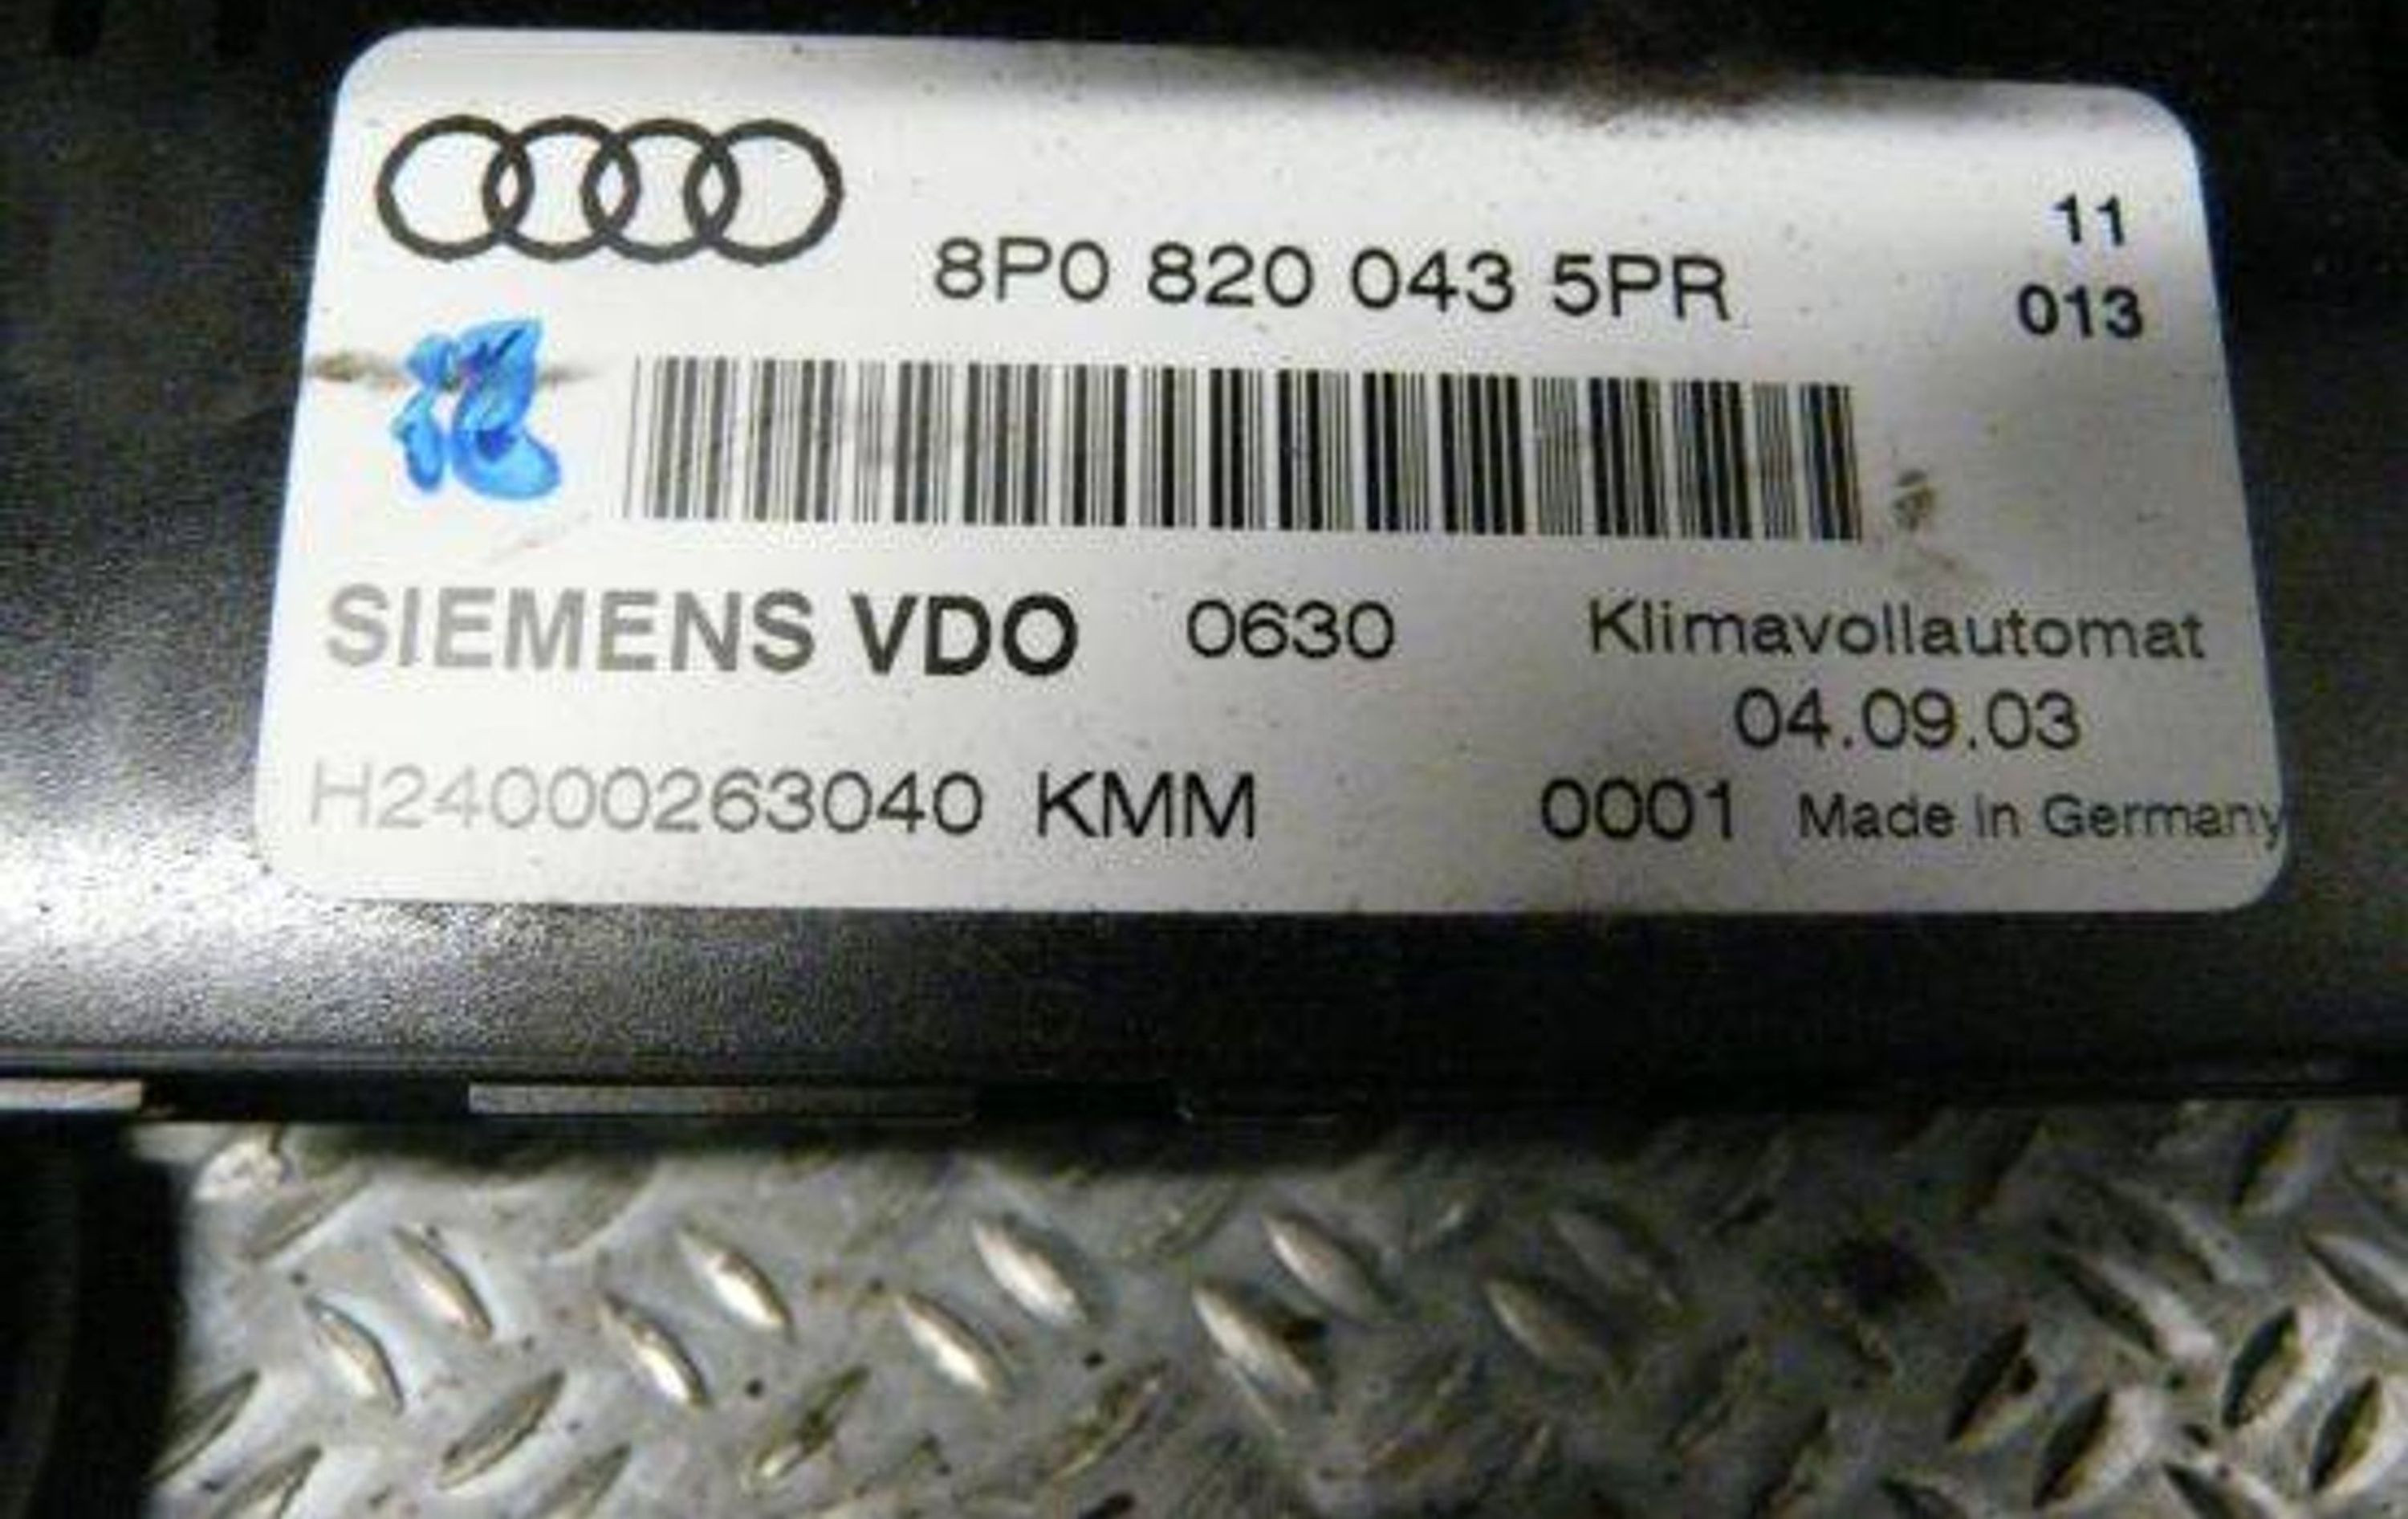 8P0 820 043 5PR
11
013
SIEMENS VDO 0630 Klimavollautomat
04.09.03
H24000263040 KMM 0001 Made in Germany